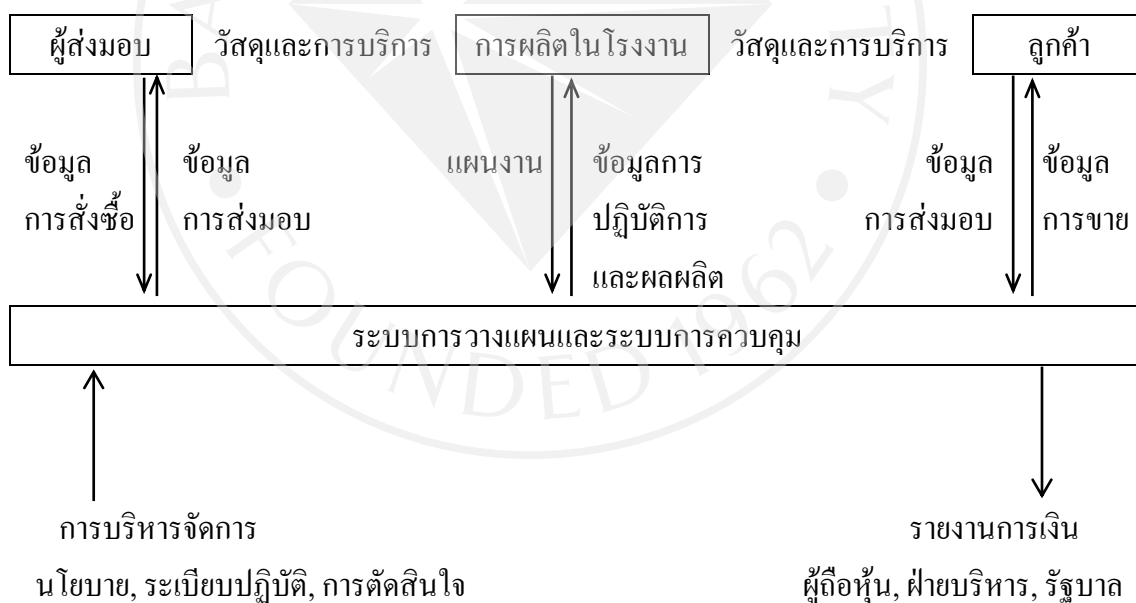 ผู้ส่งมอบ วัสดุและการบริการ การผลิตในโรงงาน วัสดุและการบริการ ลูกค้า
ข้อมูล ข้อมูล แผนงาน ข้อมูลการ ข้อมูล ข้อมูล
การสั่งซื้อ การส่งมอบ ปฏิบัติการ การส่งมอบ การขาย
และผลผลิต
ระบบการวางแผนและระบบการควบคุม
การบริหารจัดการ รายงานการเงิน
นโยบาย, ระเบียบปฏิบัติ, การตัดสินใจ ผู้ถือหุ้น, ฝ่ายบริหาร, รัฐบาล
BA
TY
FOUNDED 1962